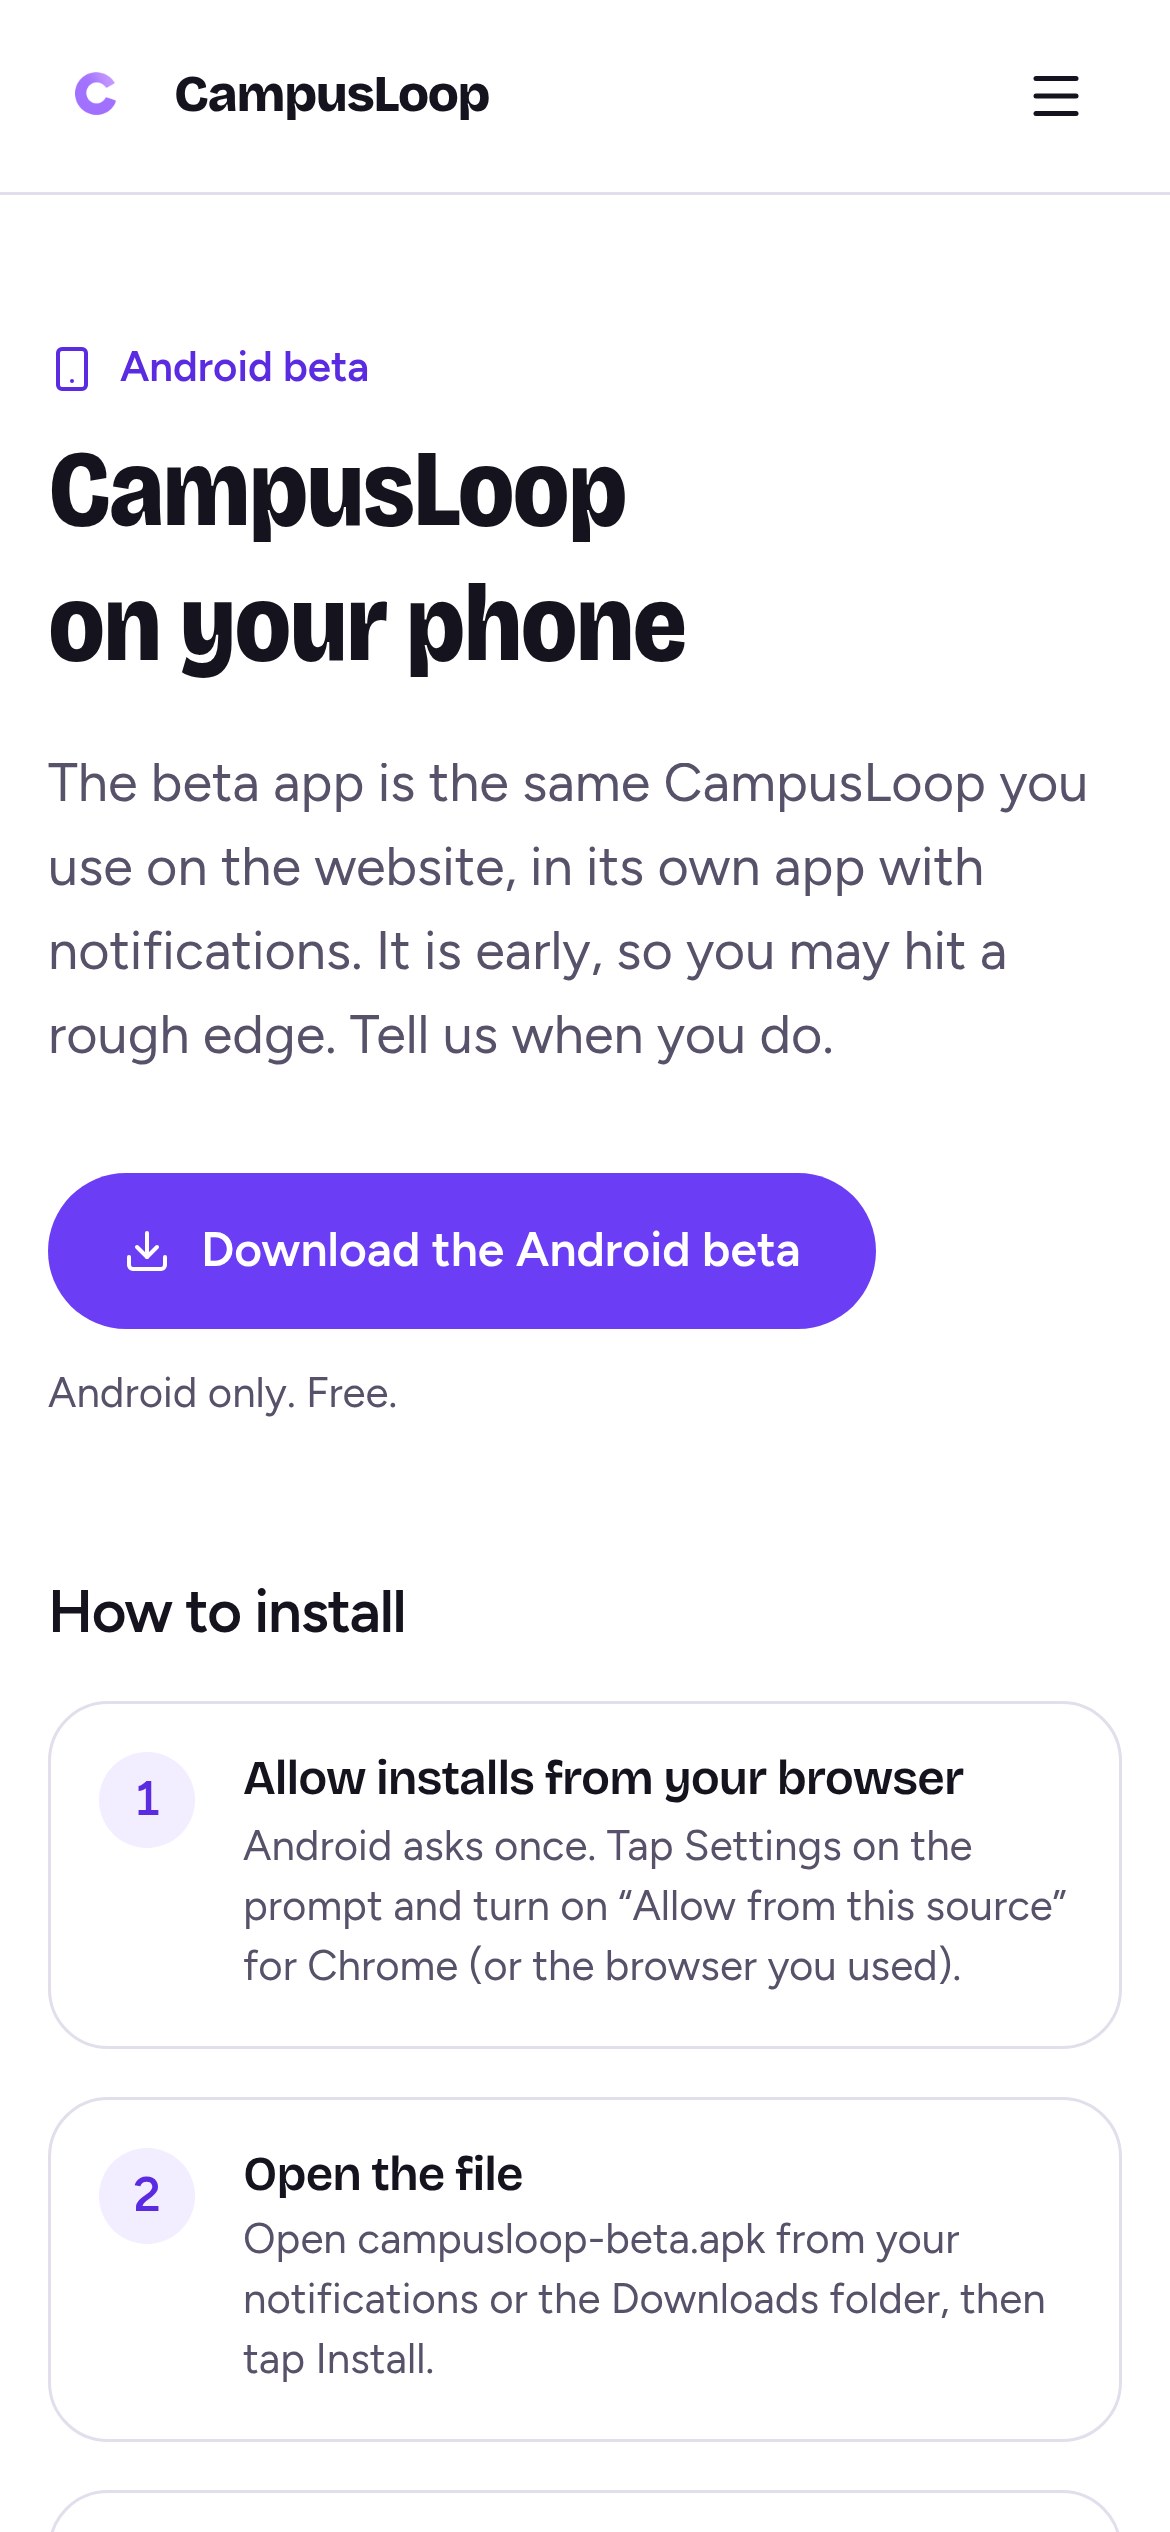 C CampusLoop
Android beta
CampusLoop
on your phone
The beta app is the same CampusLoop you
use on the website, in its own app with
notifications. It is early, so you may hit a
rough edge. Tell us when you do.
Download the Android beta
Android only. Free.
How to install
1 Allow installs from your browser
Android asks once. Tap Settings on the
prompt and turn on “Allow from this source”
for Chrome (or the browser you used).
2 Open the file
Open campusloop-beta.apk from your
notifications or the Downloads folder, then
tap Install.